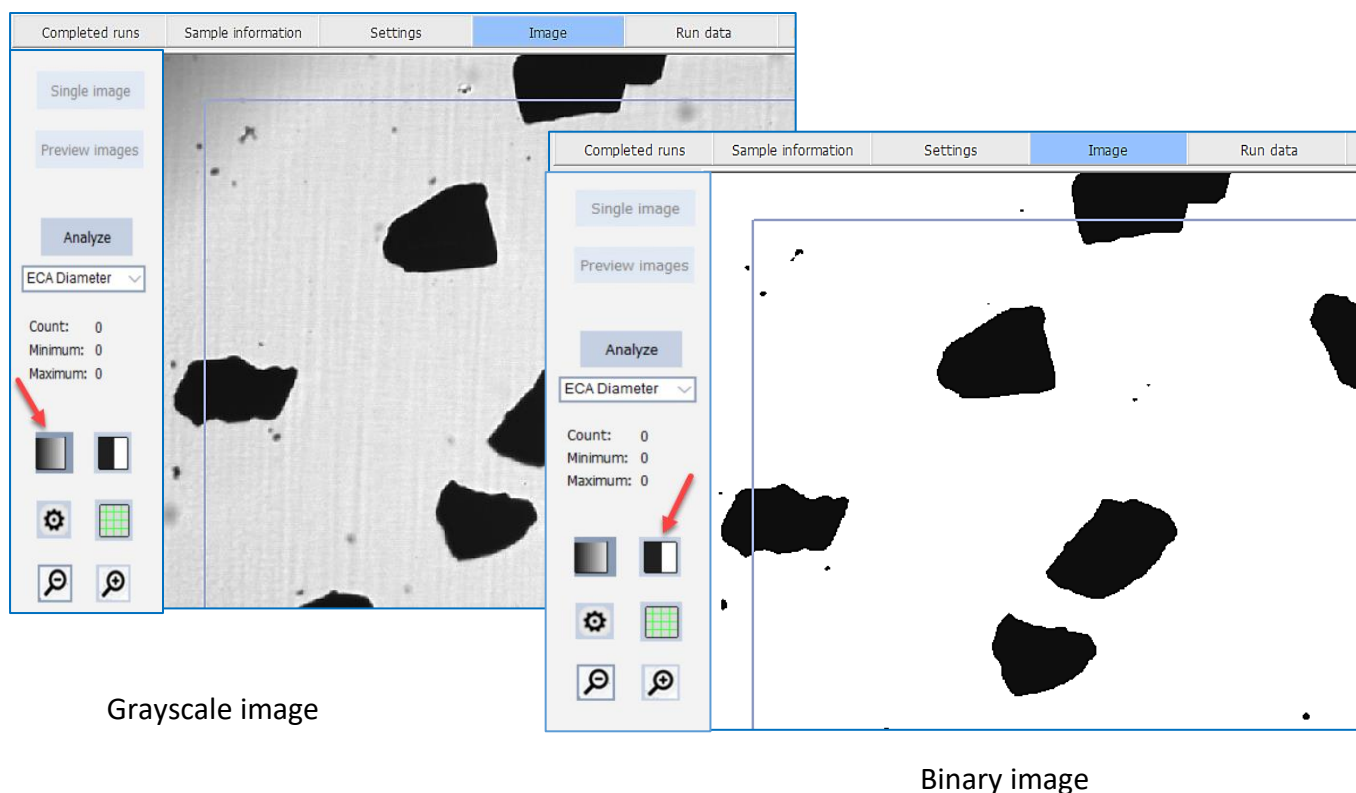 Completed runs Sample information Settings Image Run data
Single image
Preview images
Analyze
ECA Diameter
Count: 0
Minimum: 0
Maximum: 0
Grayscale image
Completed runs Sample information Settings Image Run data
Single image
Preview images
Analyze
ECA Diameter
Count: 0
Minimum: 0
Maximum: 0
Binary image